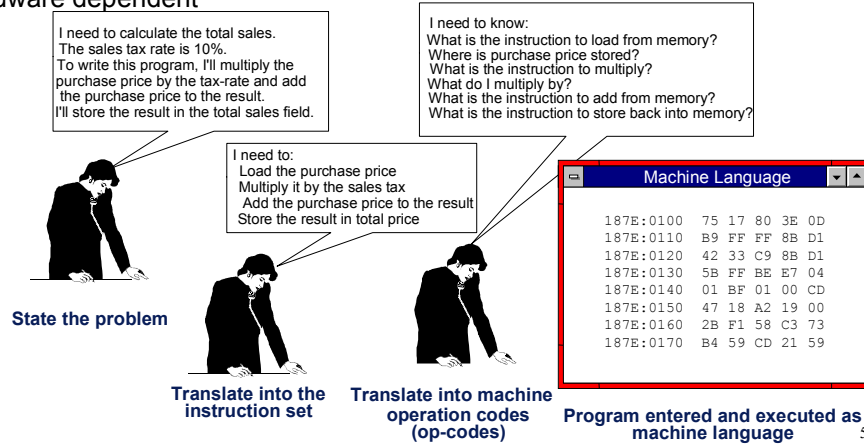 dware dependent
I need to calculate the total sales.
The sales tax rate is 10%.
To write this program, I'll multiply the
purchase price by the tax-rate and add
the purchase price to the result.
I'll store the result in the total sales field.
I need to know:
What is the instruction to load from memory?
Where is purchase price stored?
What is the instruction to multiply?
What do I multiply by?
What is the instruction to add from memory?
What is the instruction to store back into memory?
I need to:
Load the purchase price
Multiply it by the sales tax
Add the purchase price to the result
Store the result in total price
Machine Language
187E:0100 75 17 80 3E 0D
187E:0110 B9 FF FF 8B D1
187E:0120 42 33 C9 8B D1
187E:0130 5B FF BE E7 04
187E:0140 01 BF 01 00 CD
187E:0150 47 18 A2 19 00
187E:0160 2B F1 58 C3 73
187E:0170 B4 59 CD 21 59
State the problem
Translate into the
instruction set
Translate into machine
operation codes
(op-codes)
Program entered and executed as
machine language